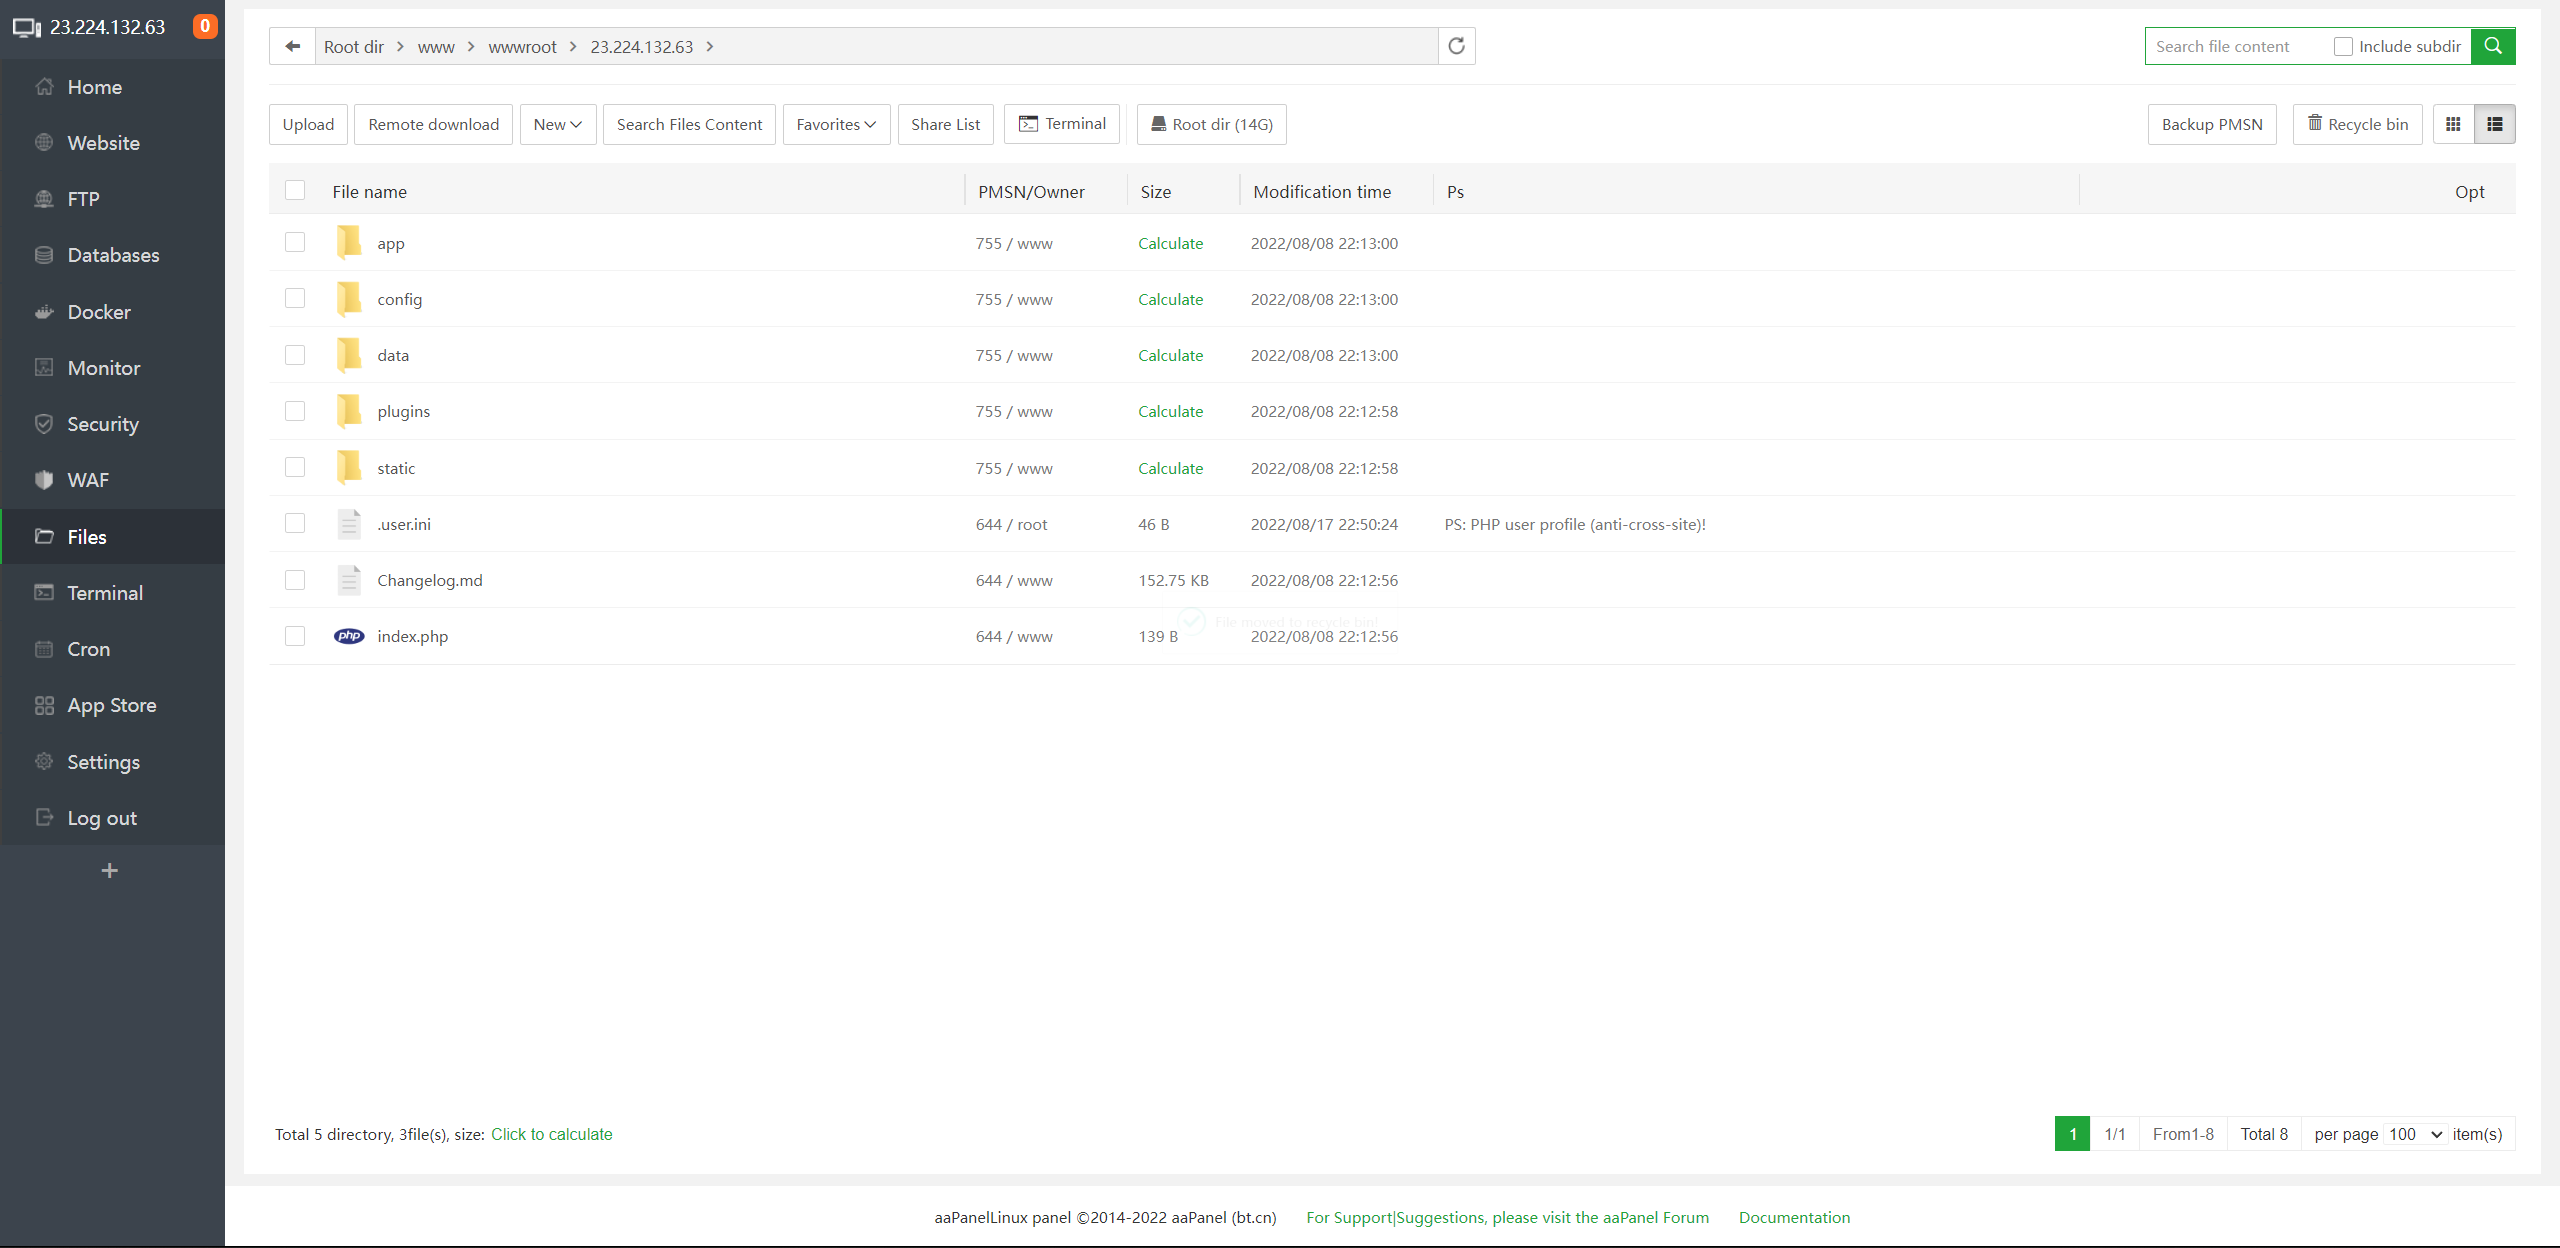 23.224.132.63 0
Home
Website
FTP
Databases
Docker
Monitor
Security
WAF
Files
Terminal
Cron
App Store
Settings
Log out
Root dir www wwwroot 23.224.132.63
Search file content Include subdir
Upload Remote download New Search Files Content Favorites Share List Terminal Root dir (14G) Backup PMSN Recycle bin
File name PMSN/Owner Size Modification time Ps Opt
app 755 / www Calculate 2022/08/08 22:13:00
config 755 / www Calculate 2022/08/08 22:13:00
data 755 / www Calculate 2022/08/08 22:13:00
plugins 755 / www Calculate 2022/08/08 22:12:58
static 755 / www Calculate 2022/08/08 22:12:58
.user.ini 644 / root 46 B 2022/08/17 22:50:24 PS: PHP user profile (anti-cross-site)!
Changelog.md 644 / www 152.75 KB 2022/08/08 22:12:56
File moved to recycle bin!
php index.php 644 / www 139 B 2022/08/08 22:12:56
Total 5 directory, 3file(s), size: Click to calculate
1 1/1 From1-8 Total 8 per page 100 item(s)
aaPanelLinux panel ©2014-2022 aaPanel (bt.cn) For Support|Suggestions, please visit the aaPanel Forum Documentation